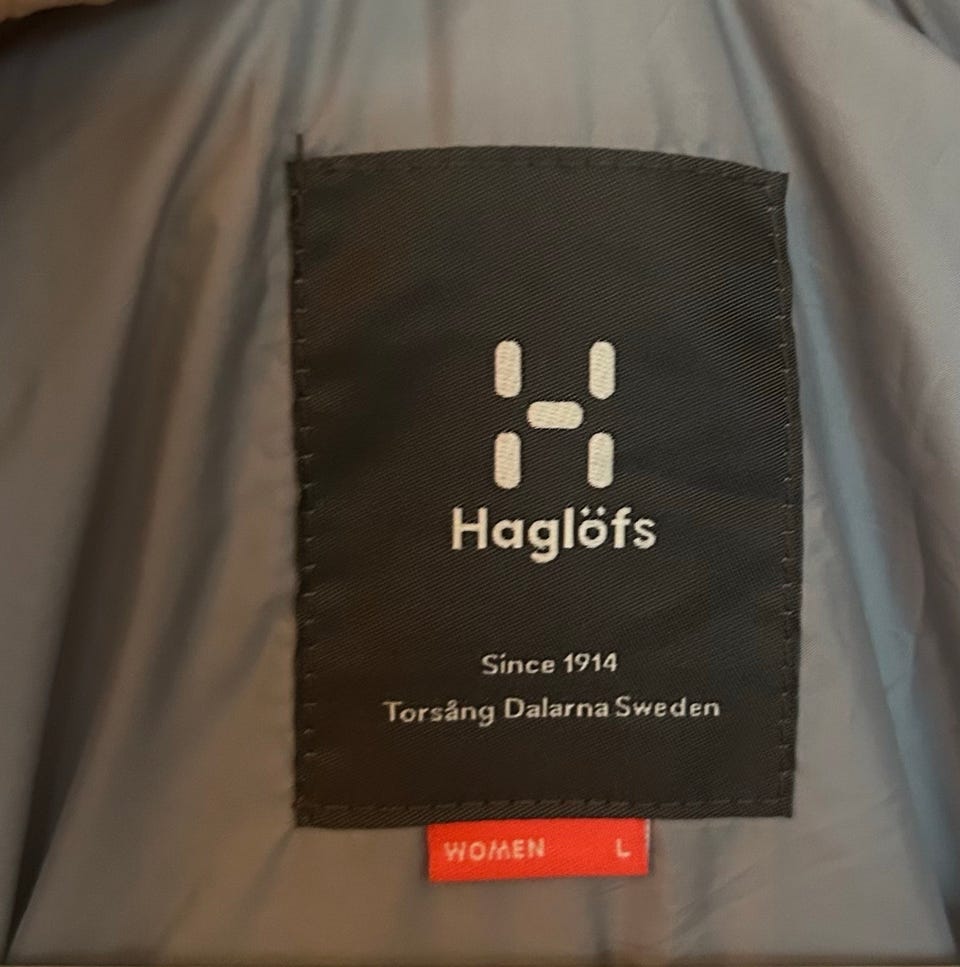 Haglöfs
Since 1914
Torsång Dalarna Sweden
WOMEN L